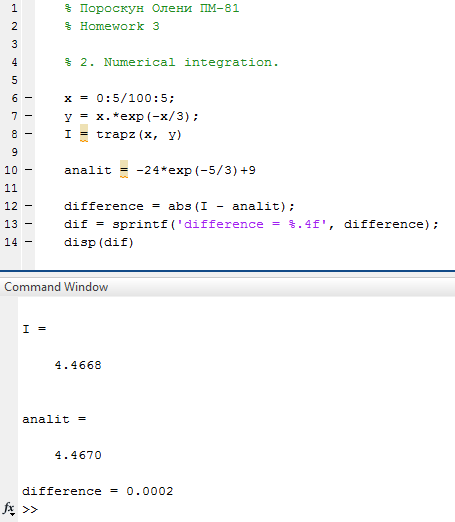 1 % Пороскун Олени ПМ-81
2 % Homework 3
3
4 % 2. Numerical integration.
5
6 – x = 0:5/100:5;
7 – y = x.*exp(-x/3);
8 – I = trapz(x, y)
9
10 – analit = -24*exp(-5/3)+9
11
12 – difference = abs(I - analit);
13 – dif = sprintf('difference = %.4f', difference);
14 – disp(dif)
Command Window
I =
4.4668
analit =
4.4670
difference = 0.0002
fx >>